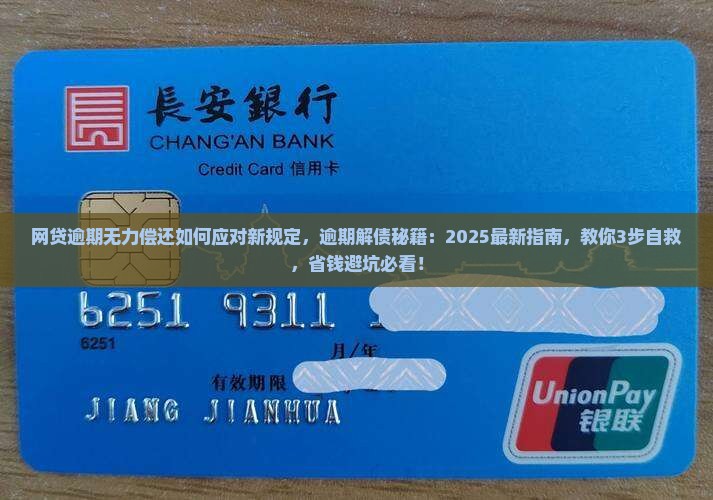 長安銀行
CHANG'AN BANK
Credit Card 信用卡
网贷逾期无力偿还如何应对新规定，逾期解债秘籍：2025最新指南，教你3步自救
，省钱避坑必看！
6251 9311 1
6251
月/年
有效期限
JIANG JIANHUA
UnionPay
银联